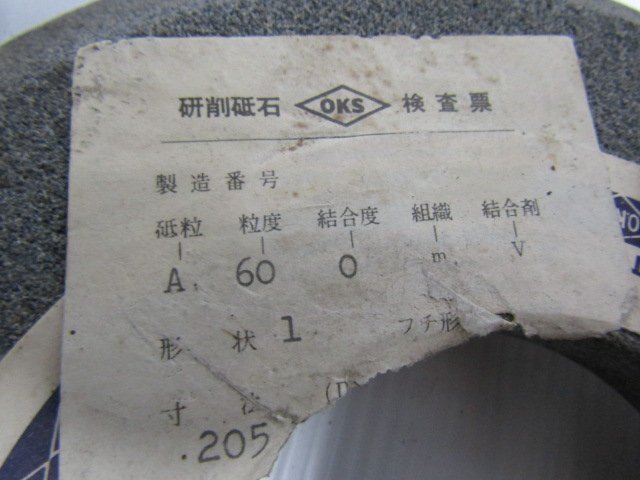 研削砥石 OKS 検査票
製造番号
砥粒 粒度 結合度 組織 結合剤
A. 60 O m. V
形 状 1 フチ形
寸 法 (D)
.205